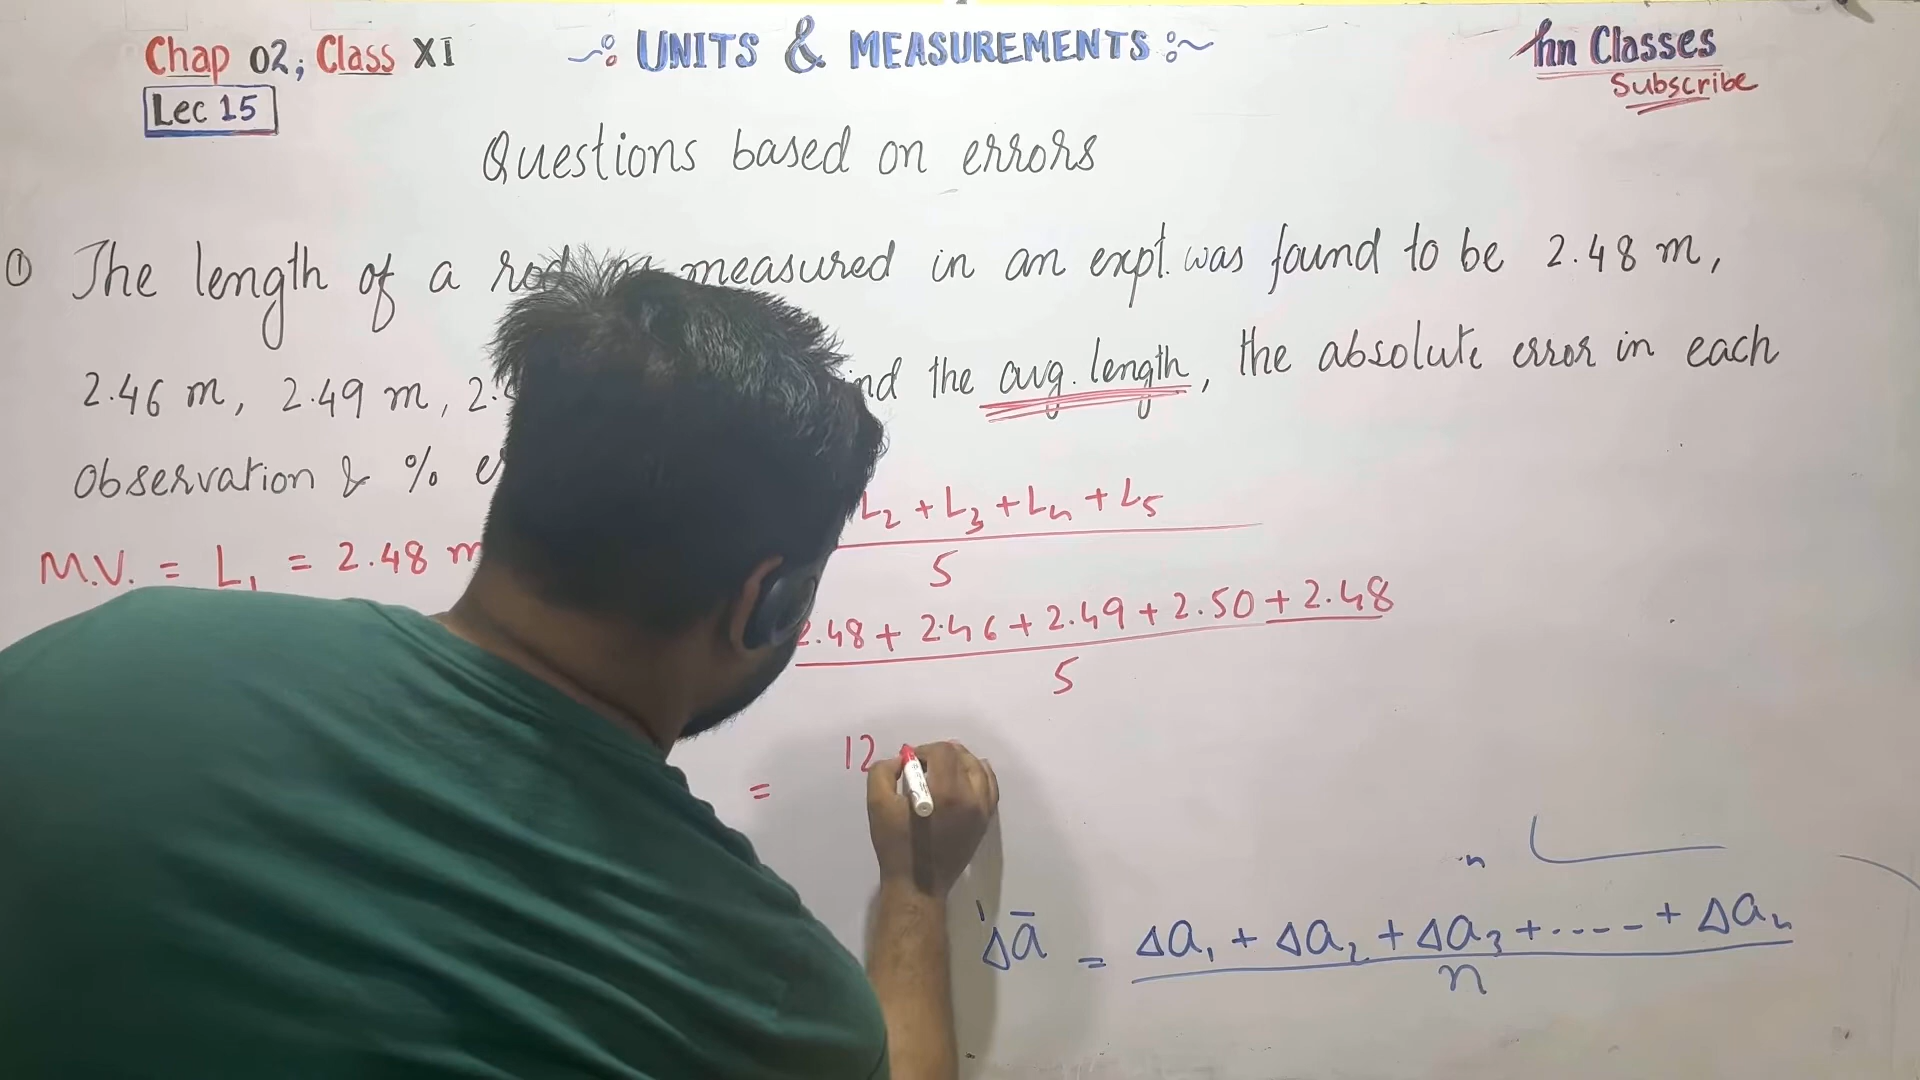 Chap 02, Class XI
~: UNITS & MEASUREMENTS :~
hn Classes
Subscribe
Lec 15
Questions based on errors
① The length of a rod as measured in an expt. was found to be 2.48 m,
2.46 m, 2.49 m, 2. the avg. length, the absolute error in each
observation & %
L₂ + L₃ + L₄ + L₅
5
M.V. = L₁ = 2.48 m
2.48 + 2.46 + 2.49 + 2.50 + 2.48
5
= 12
n
Δā = Δa₁ + Δa₂ + Δa₃ + ..... + Δaₙ
n